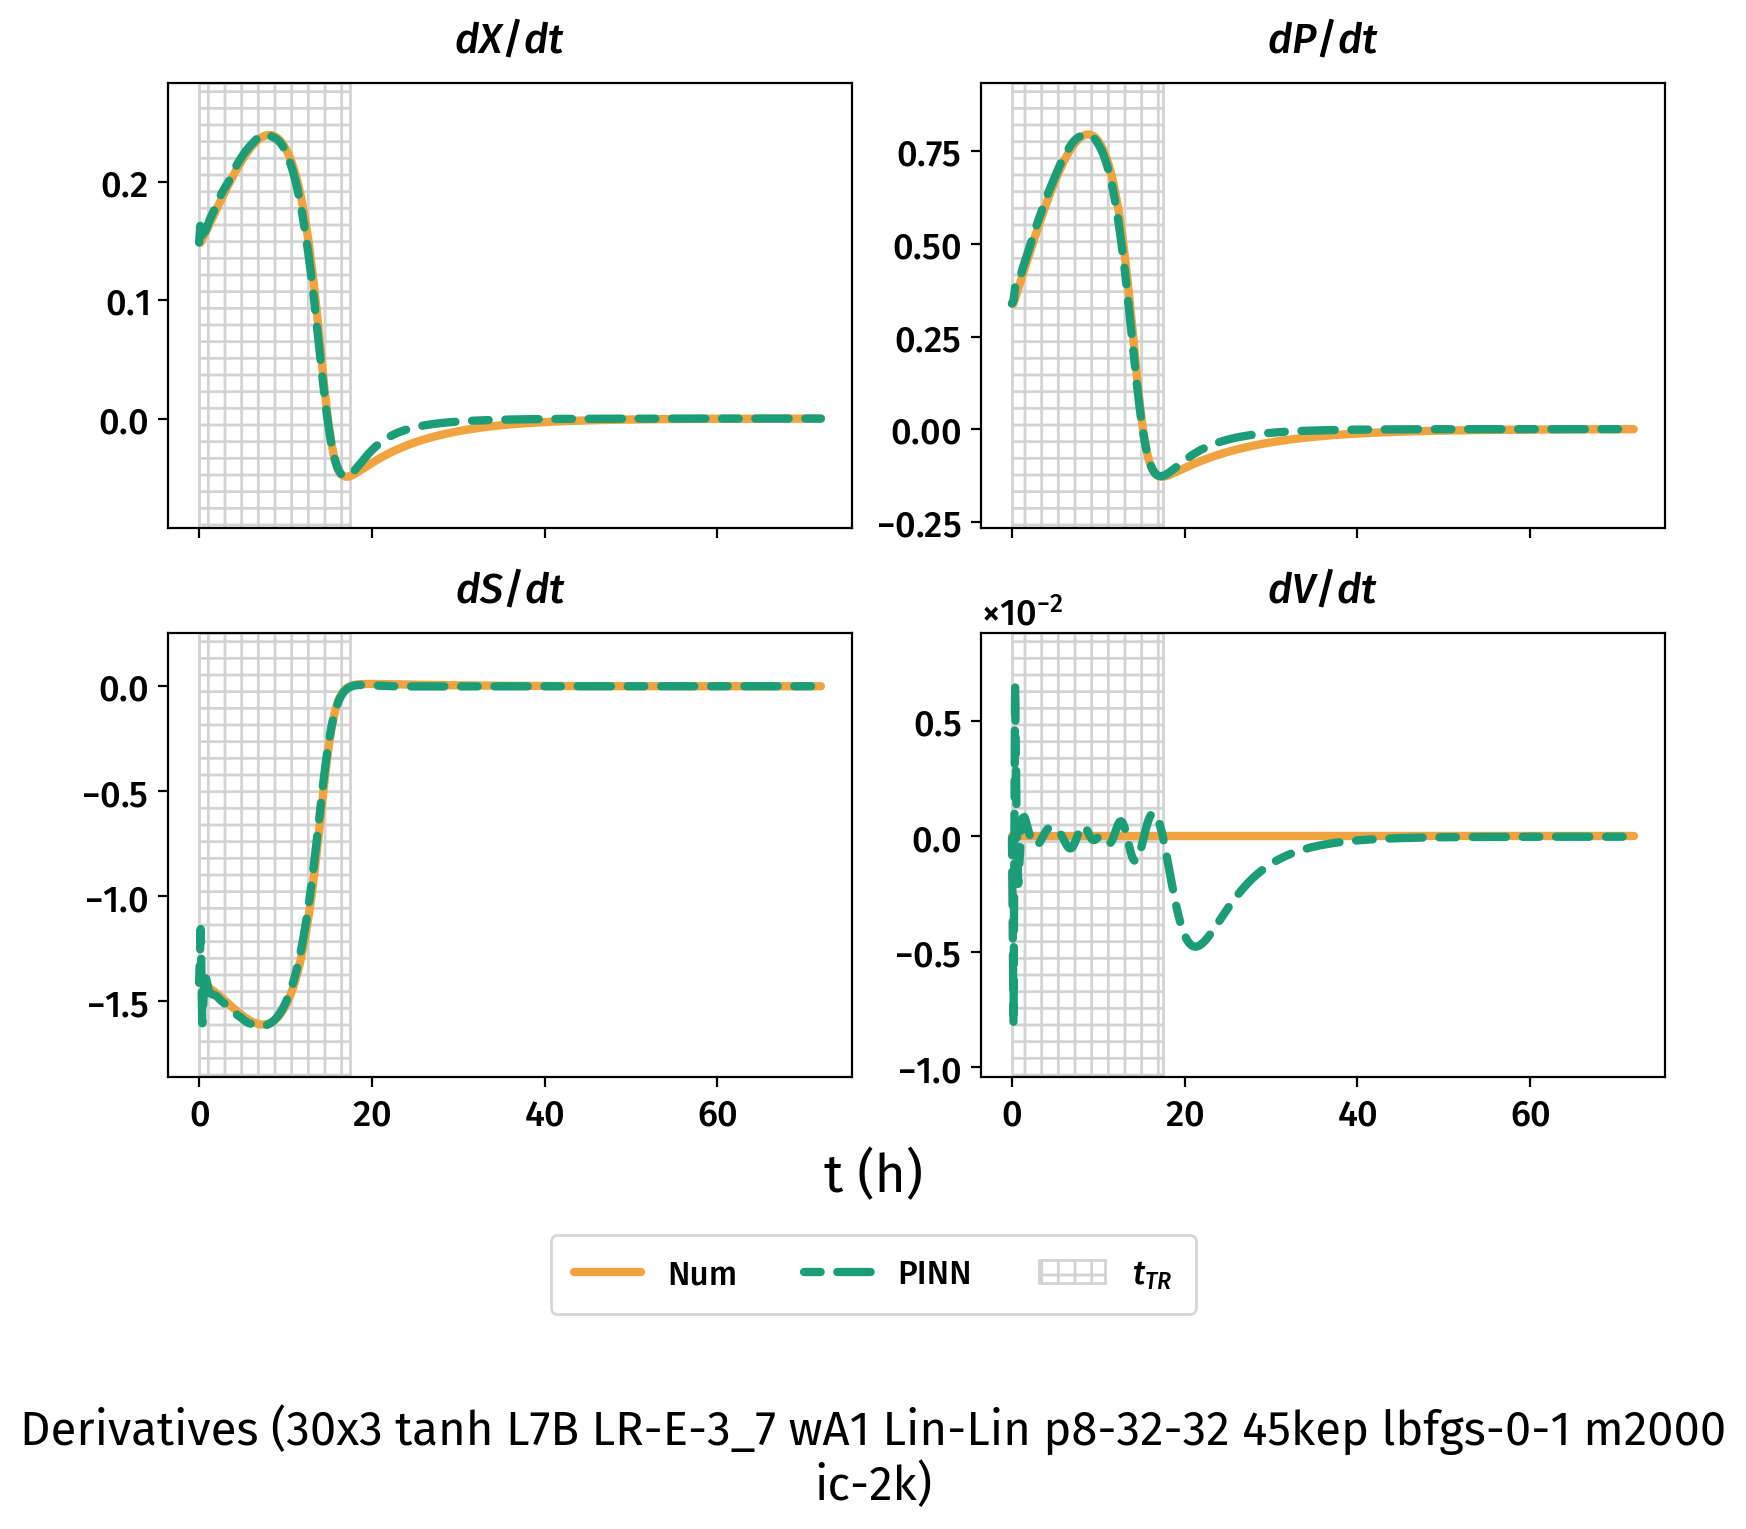 dX/dt
dP/dt
0.2
0.1
0.0
0.75
0.50
0.25
0.00
−0.25
dS/dt
dV/dt
×10⁻²
0.0
−0.5
−1.0
−1.5
0.5
0.0
−0.5
−1.0
0 20 40 60
0 20 40 60
t (h)
Num PINN t_TR
Derivatives (30x3 tanh L7B LR-E-3_7 wA1 Lin-Lin p8-32-32 45kep lbfgs-0-1 m2000
ic-2k)